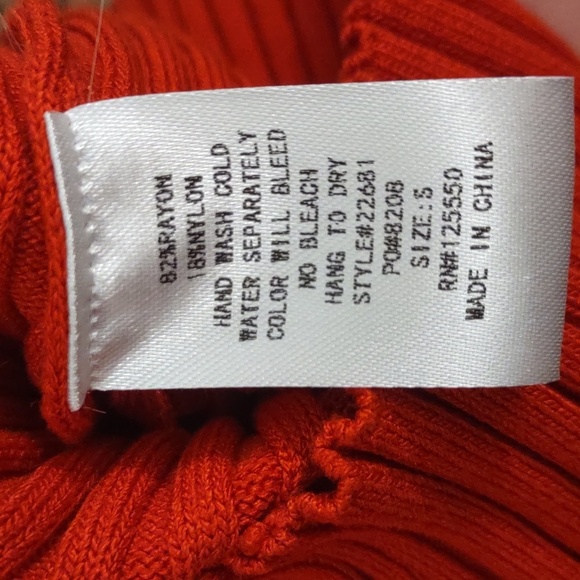 82%RAYON
18%NYLON
HAND WASH COLD
WATER SEPARATELY
COLOR WILL BLEED
NO BLEACH
HANG TO DRY
STYLE#22681
PO#8208
SIZE:S
RN#125550
MADE IN CHINA